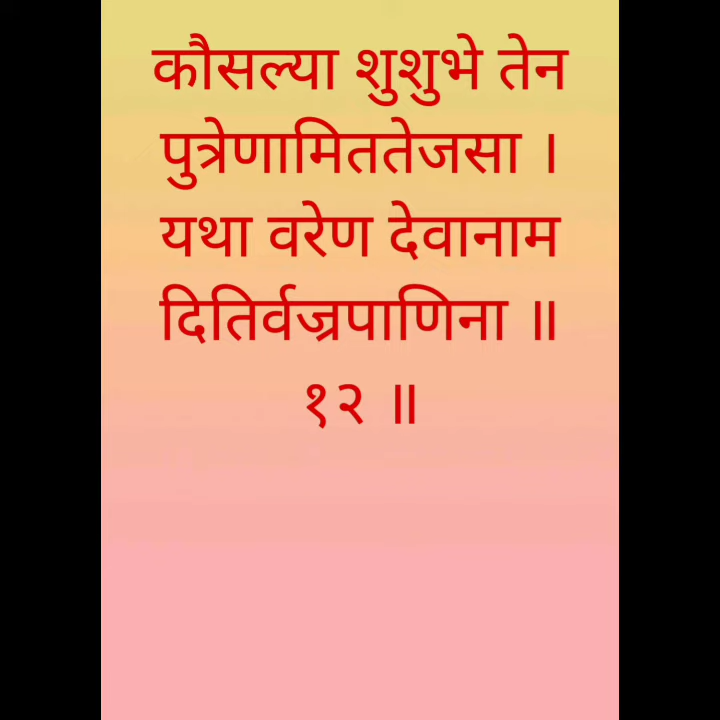 कौसल्या शुशुभे तेन
पुत्रेणामिततेजसा ।
यथा वरेण देवानाम
दितिर्वज्रपाणिना ॥
१२ ॥